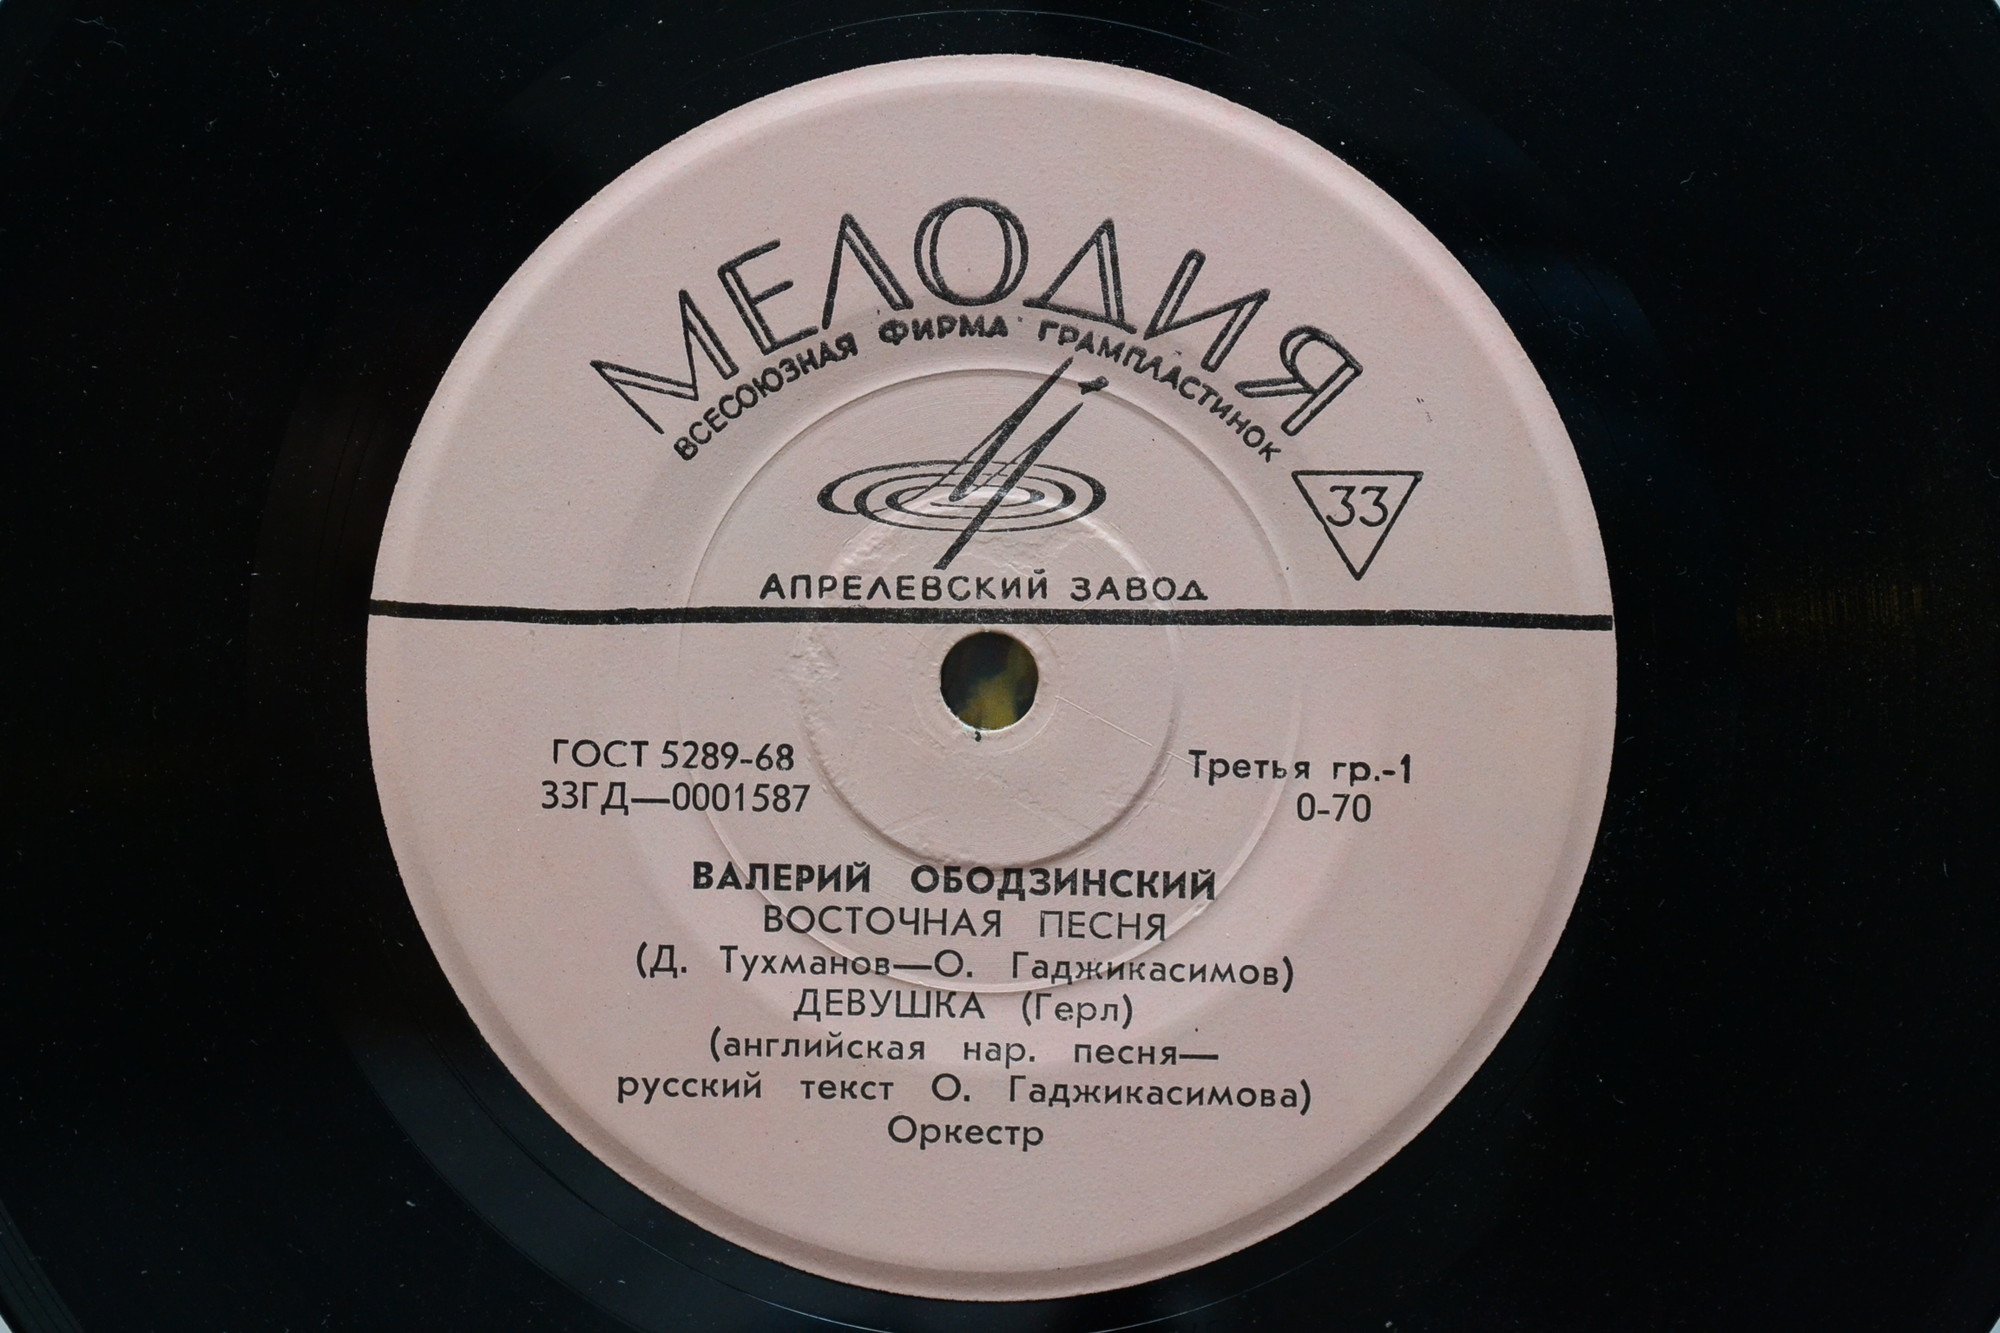 МЕЛОДИЯ
ВСЕСОЮЗНАЯ ФИРМА ГРАМПЛАСТИНОК
33
АПРЕЛЕВСКИЙ ЗАВОД
ГОСТ 5289-68
Третья гр.-1
33ГД—0001587
0-70
ВАЛЕРИЙ ОБОДЗИНСКИЙ
ВОСТОЧНАЯ ПЕСНЯ
(Д. Тухманов—О. Гаджикасимов)
ДЕВУШКА (Герл)
(английская нар. песня—
русский текст О. Гаджикасимова)
Оркестр